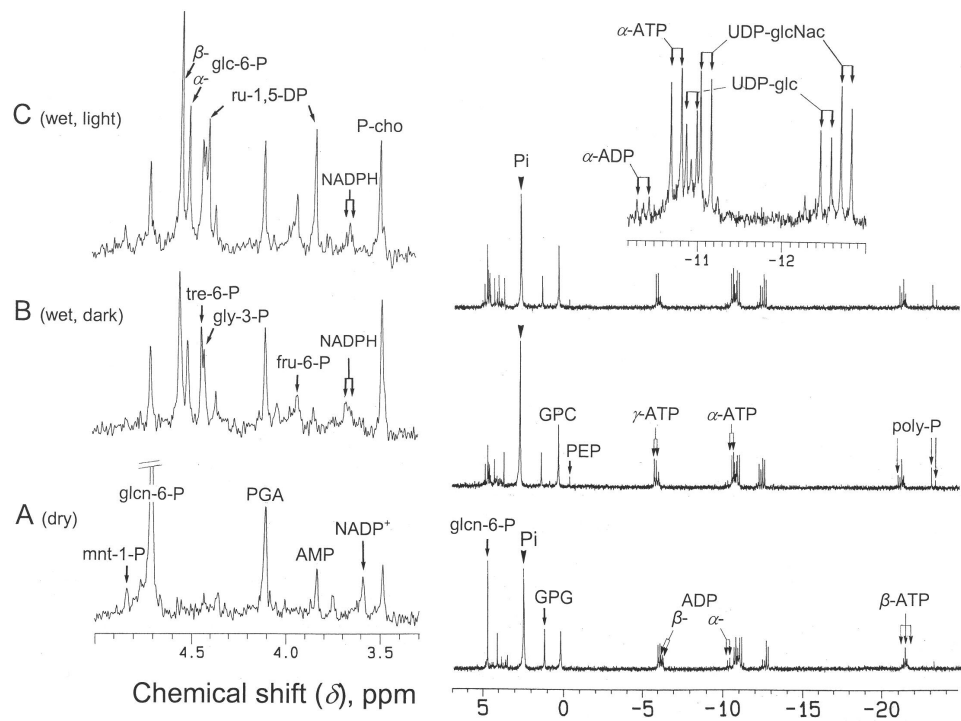 C (wet, light)
β-
glc-6-P
α-
ru-1,5-DP
P-cho
NADPH
B (wet, dark)
tre-6-P
gly-3-P
NADPH
fru-6-P
A (dry)
glcn-6-P
mnt-1-P
PGA
AMP
NADP+
4.5 4.0 3.5
Chemical shift (δ), ppm
α-ATP
UDP-glcNac
UDP-glc
α-ADP
-11 -12
Pi
GPC
PEP
γ-ATP
α-ATP
poly-P
glcn-6-P
Pi
GPG
ADP
β- α-
β-ATP
5 0 -5 -10 -15 -20